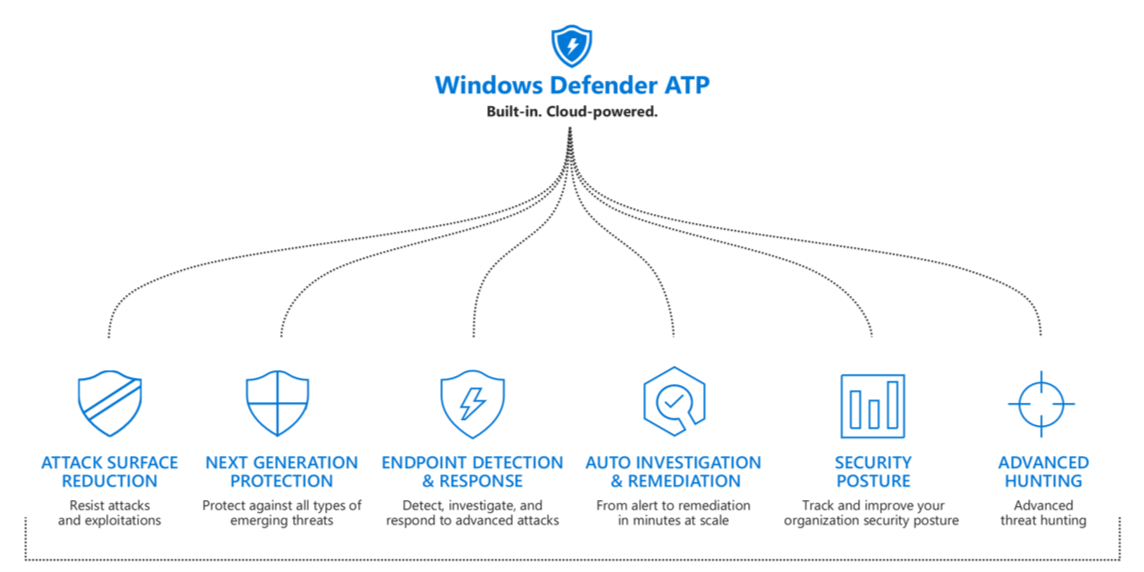 Windows Defender ATP
Built-in. Cloud-powered.
ATTACK SURFACE
REDUCTION
Resist attacks
and exploitations
NEXT GENERATION
PROTECTION
Protect against all types of
emerging threats
ENDPOINT DETECTION
& RESPONSE
Detect, investigate, and
respond to advanced attacks
AUTO INVESTIGATION
& REMEDIATION
From alert to remediation
in minutes at scale
SECURITY
POSTURE
Track and improve your
organization security posture
ADVANCED
HUNTING
Advanced
threat hunting